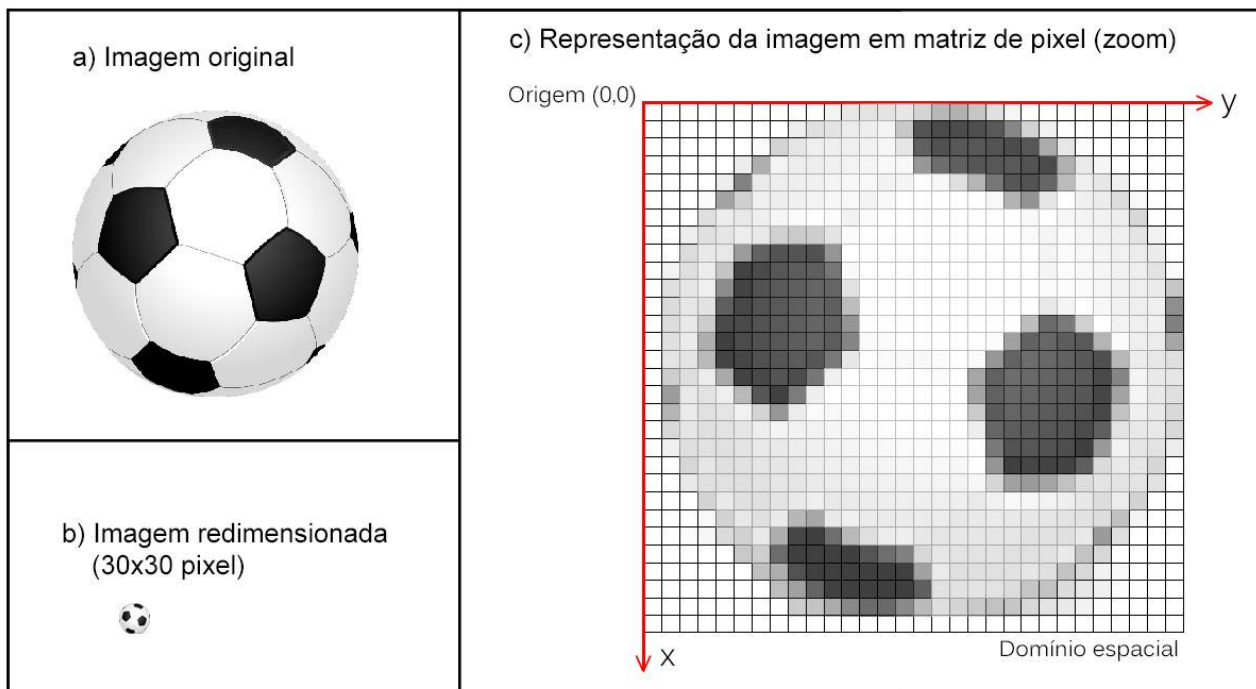 a) Imagem original
b) Imagem redimensionada
(30x30 pixel)
c) Representação da imagem em matriz de pixel (zoom)
Origem (0,0)
y
x
Domínio espacial